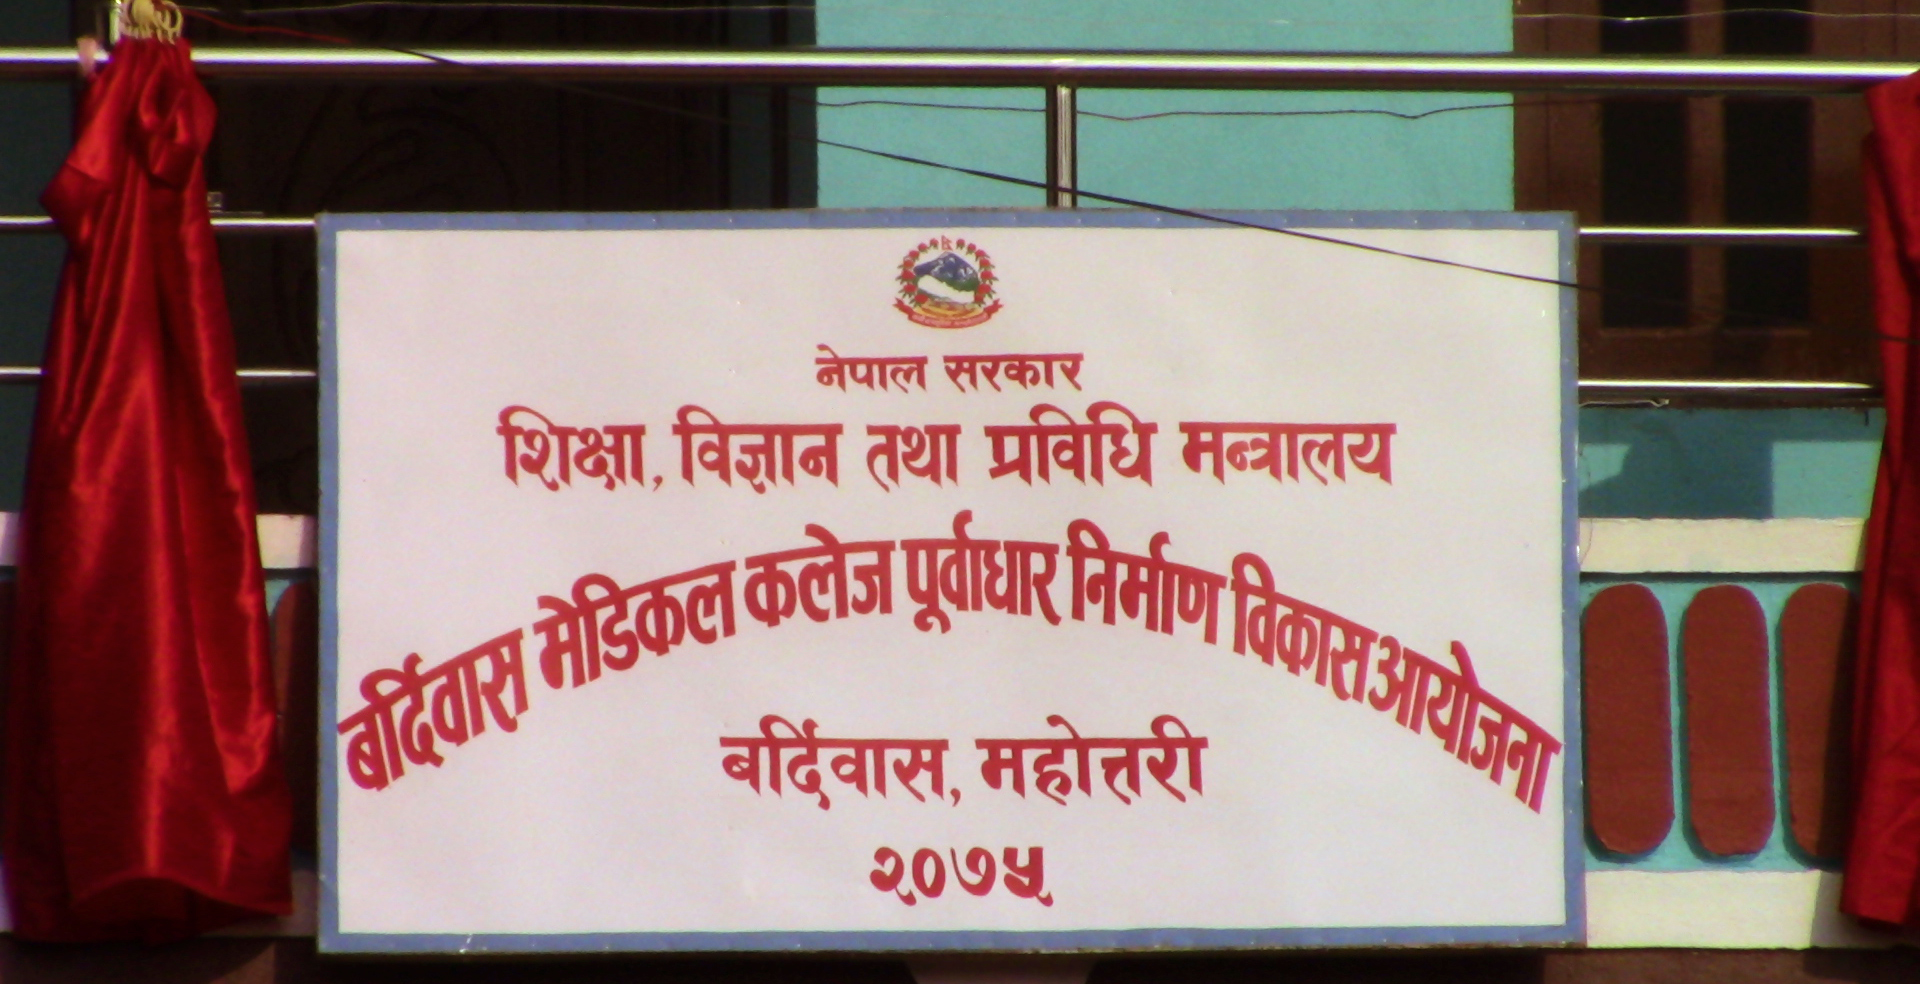 नेपाल सरकार
शिक्षा, विज्ञान तथा प्रविधि मन्त्रालय
बर्दिवास मेडिकल कलेज पूर्वाधार निर्माण विकास आयोजना
बर्दिवास, महोत्तरी
२०७५